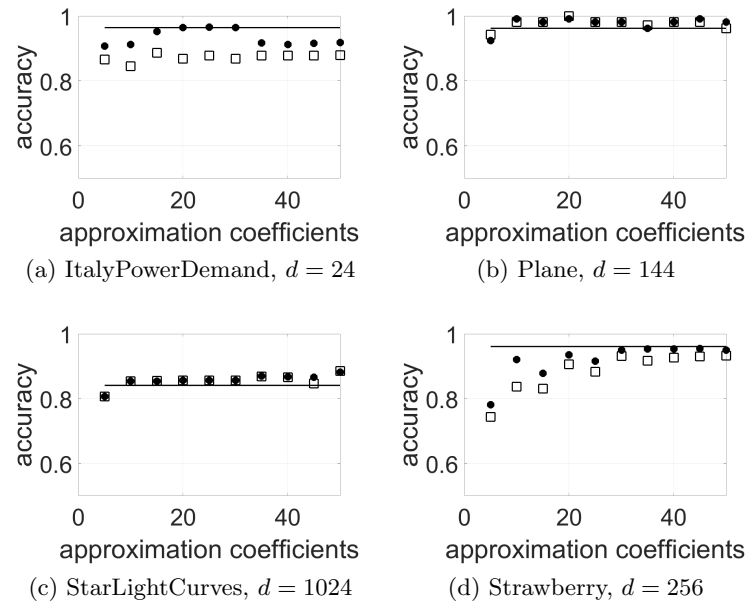 1
0.8
0.6
accuracy
0 20 40
approximation coefficients
(a) ItalyPowerDemand, d = 24
1
0.8
0.6
accuracy
0 20 40
approximation coefficients
(b) Plane, d = 144
1
0.8
0.6
accuracy
0 20 40
approximation coefficients
(c) StarLightCurves, d = 1024
1
0.8
0.6
accuracy
0 20 40
approximation coefficients
(d) Strawberry, d = 256